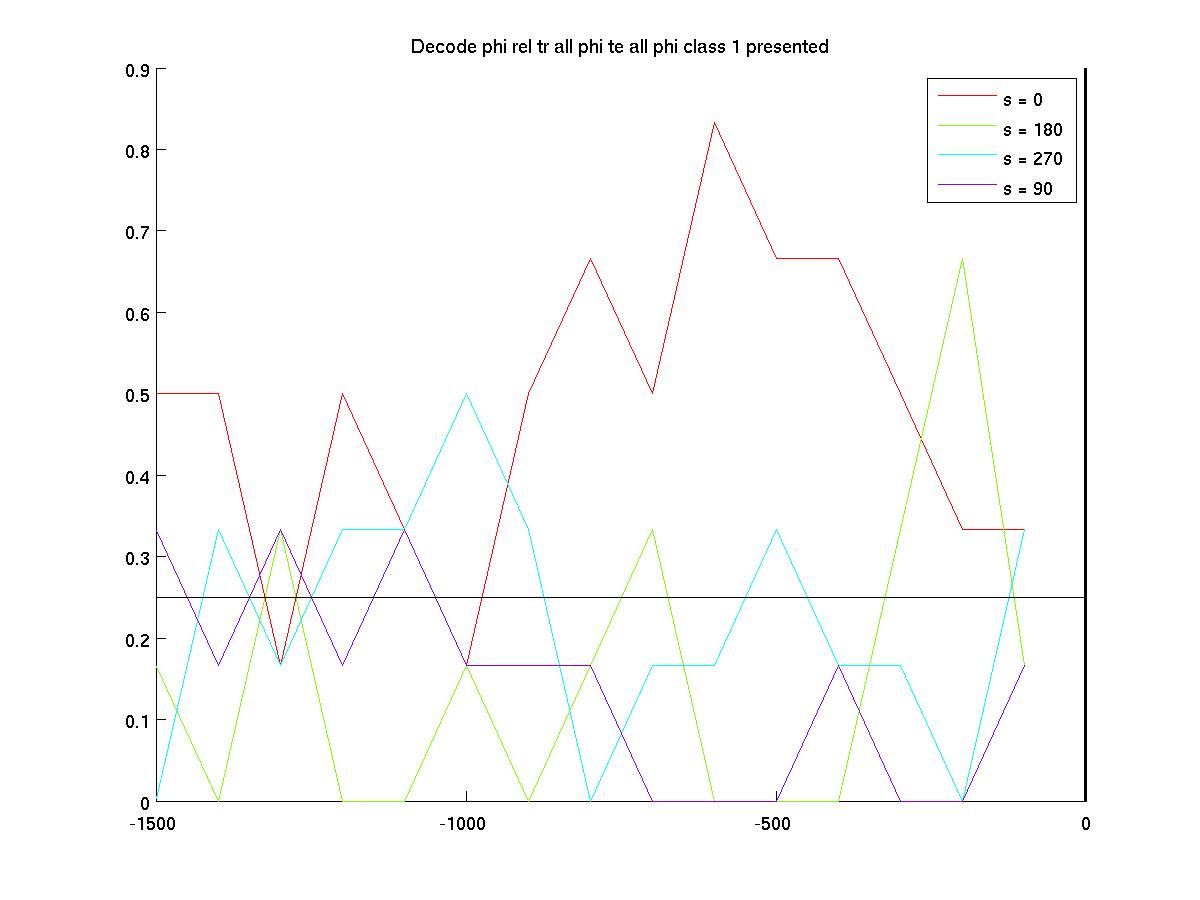 Decode phi rel tr all phi te all phi class 1 presented
0.9
0.8
0.7
0.6
0.5
0.4
0.3
0.2
0.1
0
-1500
-1000
-500
0
s = 0
s = 180
s = 270
s = 90